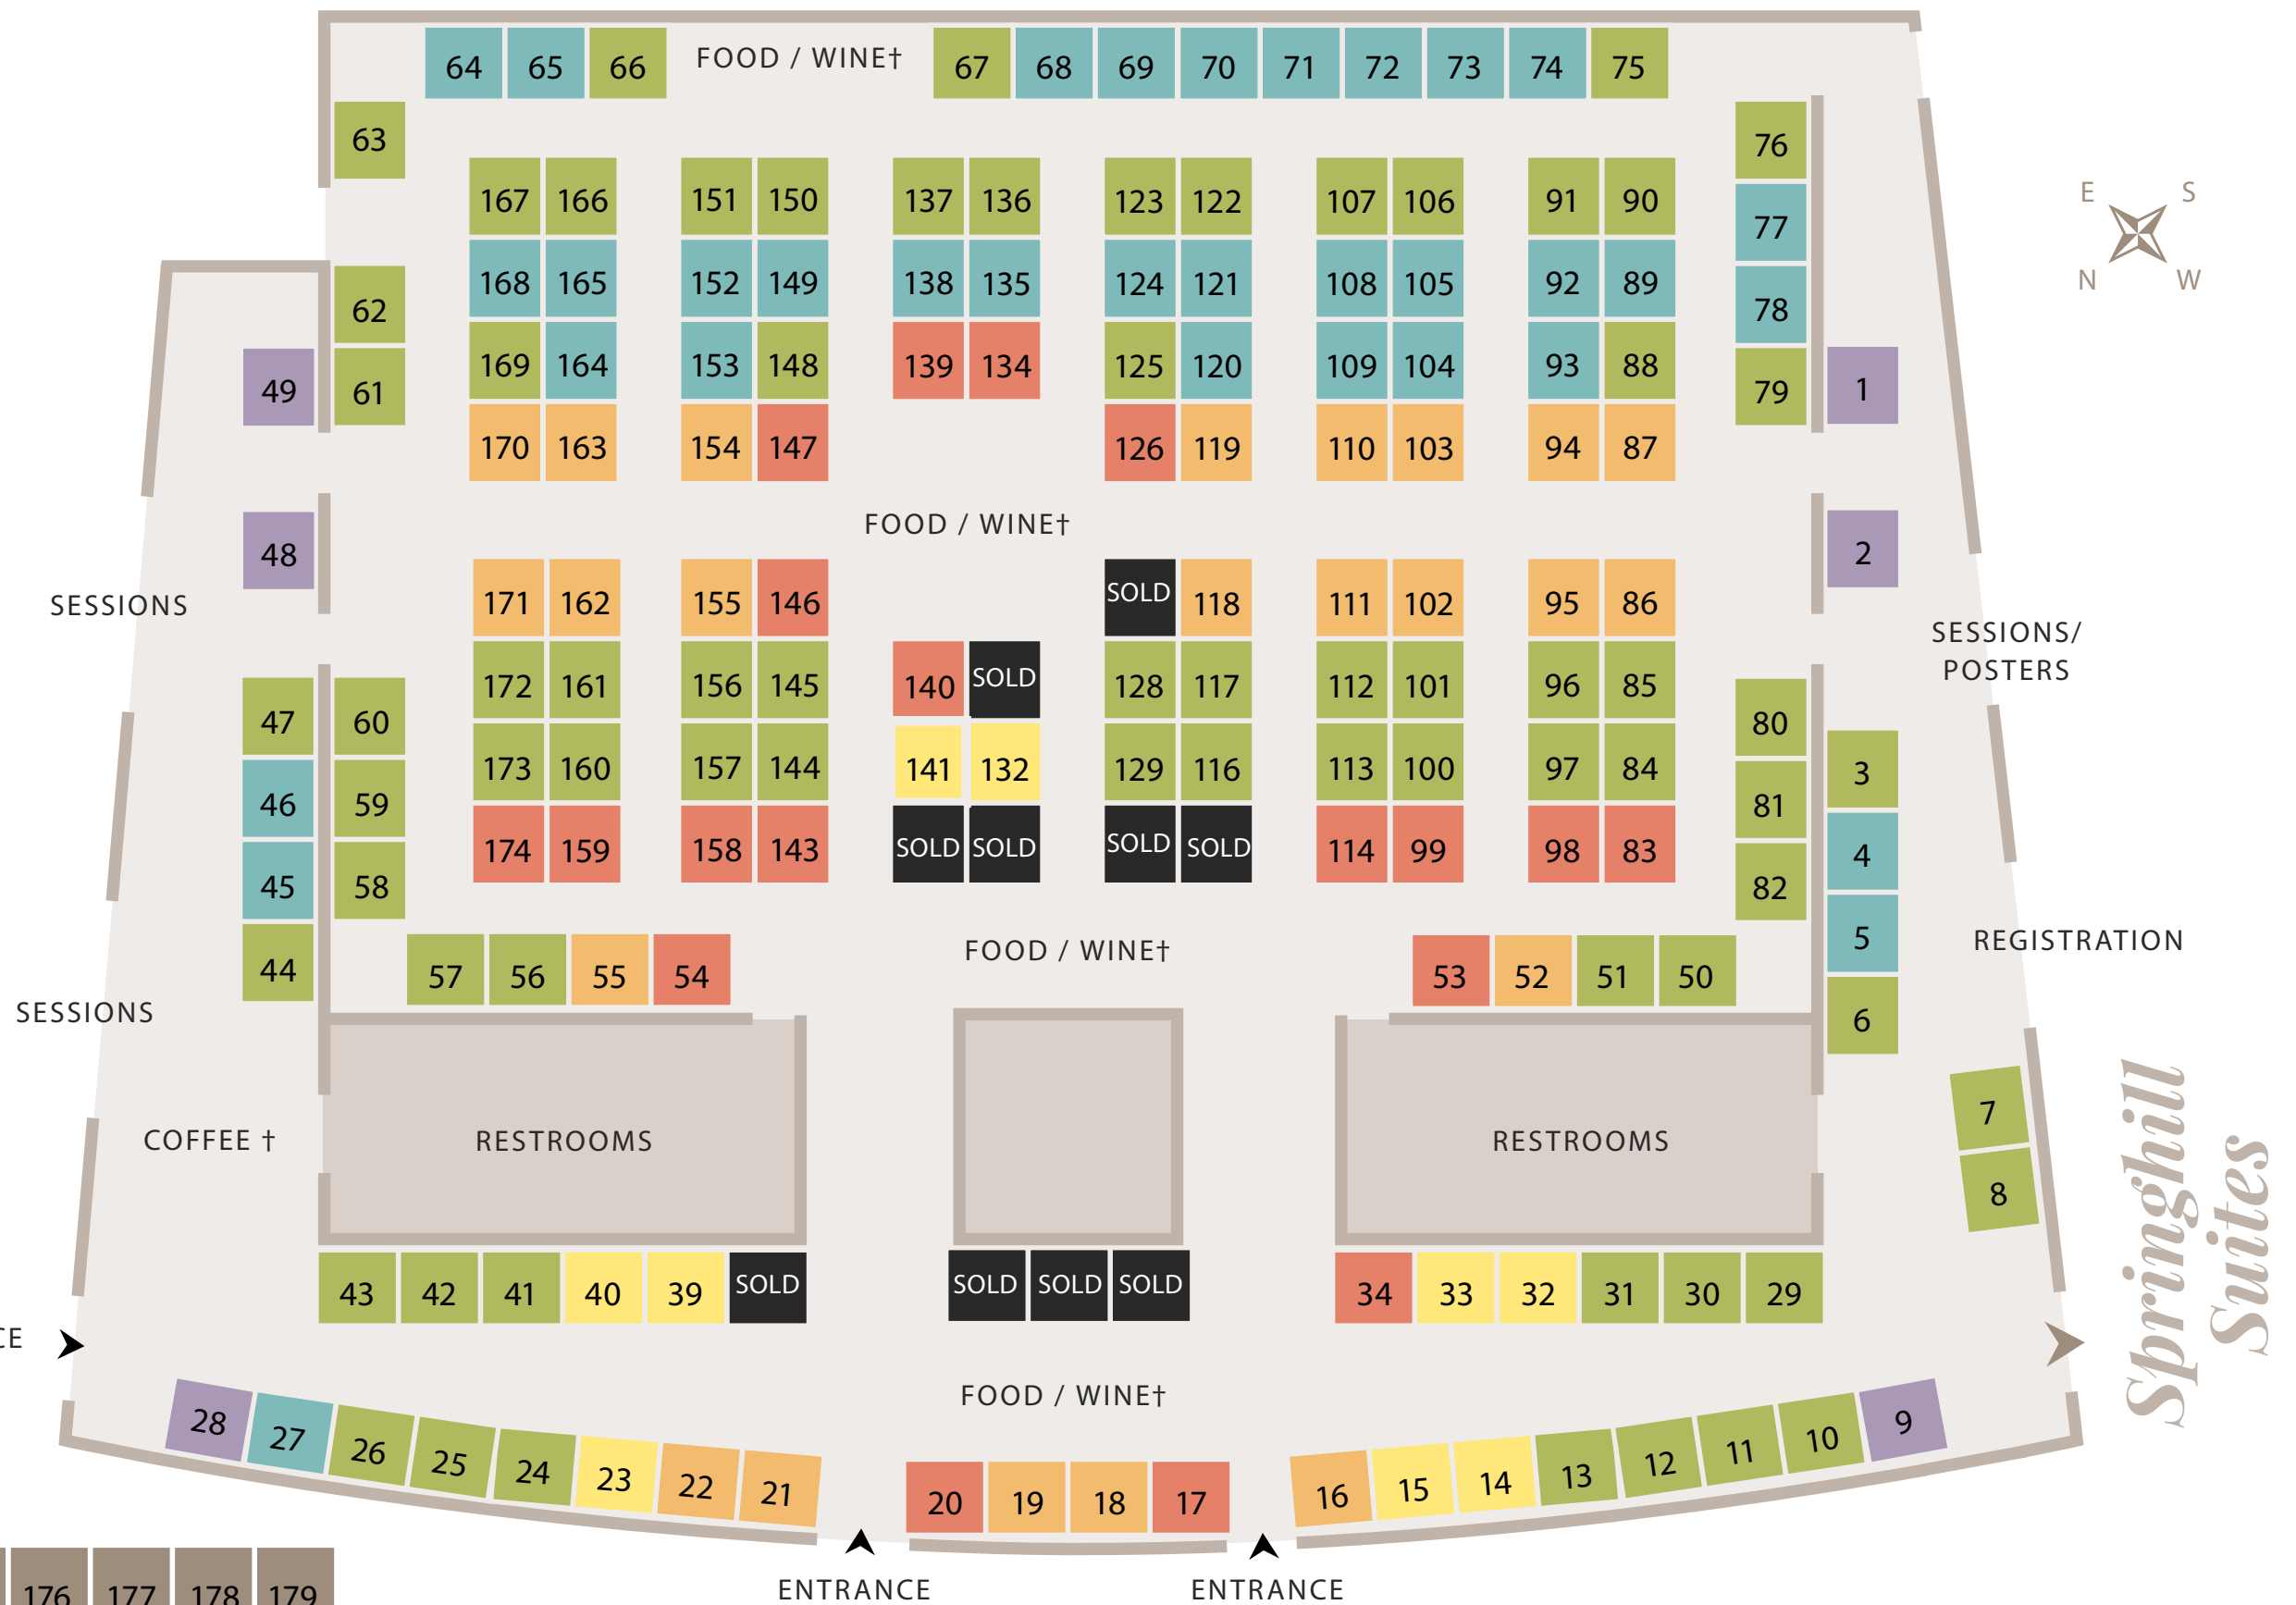 64 65 66 FOOD / WINE† 67 68 69 70 71 72 73 74 75
63
76
77
78
79
E S
N W
167 166 151 150 137 136 123 122 107 106 91 90
168 165 152 149 138 135 124 121 108 105 92 89
169 164 153 148 139 134 125 120 109 104 93 88
170 163 154 147 126 119 110 103 94 87
62
61
49
48
1
2
FOOD / WINE†
SESSIONS
SESSIONS/
POSTERS
171 162 155 146 SOLD 118 111 102 95 86
172 161 156 145 140 SOLD 128 117 112 101 96 85
173 160 157 144 141 132 129 116 113 100 97 84
174 159 158 143 SOLD SOLD SOLD SOLD 114 99 98 83
47 60
46 59
45 58
44
80
81
82
3
4
5
6
REGISTRATION
FOOD / WINE†
57 56 55 54
53 52 51 50
SESSIONS
COFFEE †
RESTROOMS
RESTROOMS
7
8
Springhill
Suites
43 42 41 40 39 SOLD SOLD SOLD SOLD 34 33 32 31 30 29
CE
FOOD / WINE†
28 27 26 25 24 23 22 21 20 19 18 17 16 15 14 13 12 11 10 9
ENTRANCE ENTRANCE
176 177 178 179